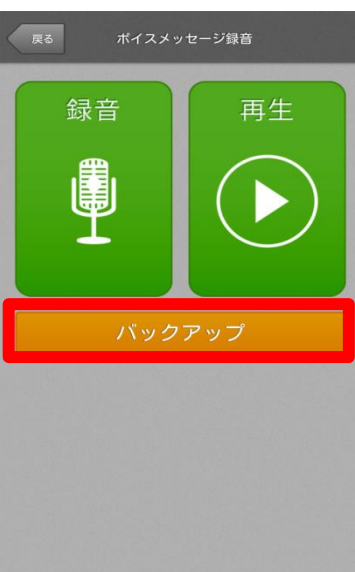 戻る
ボイスメッセージ録音
録音
再生
バックアップ